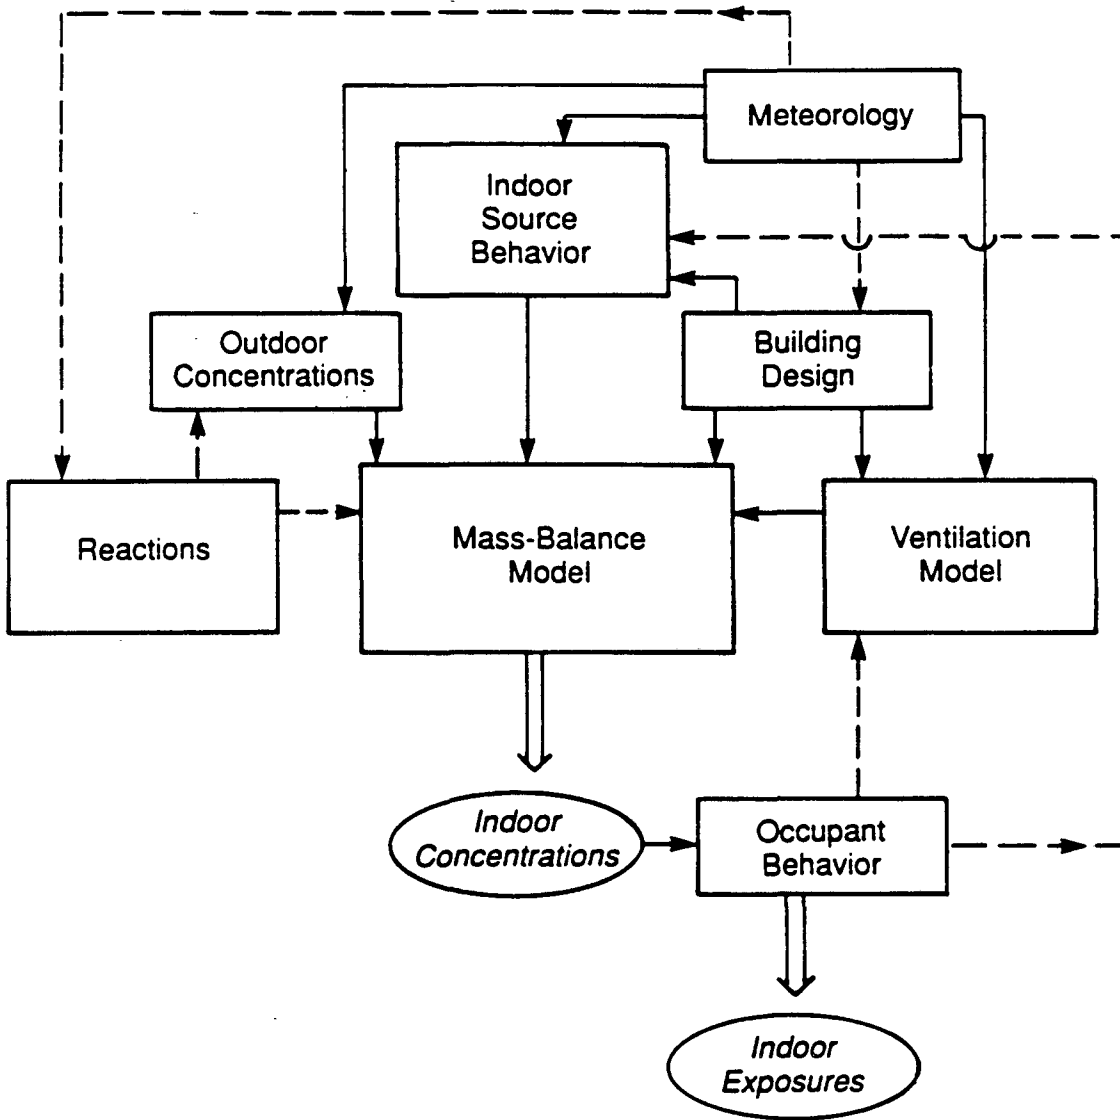 Meteorology
Indoor
Source
Behavior
Outdoor
Concentrations
Building
Design
Reactions
Mass-Balance
Model
Ventilation
Model
Indoor
Concentrations
Occupant
Behavior
Indoor
Exposures